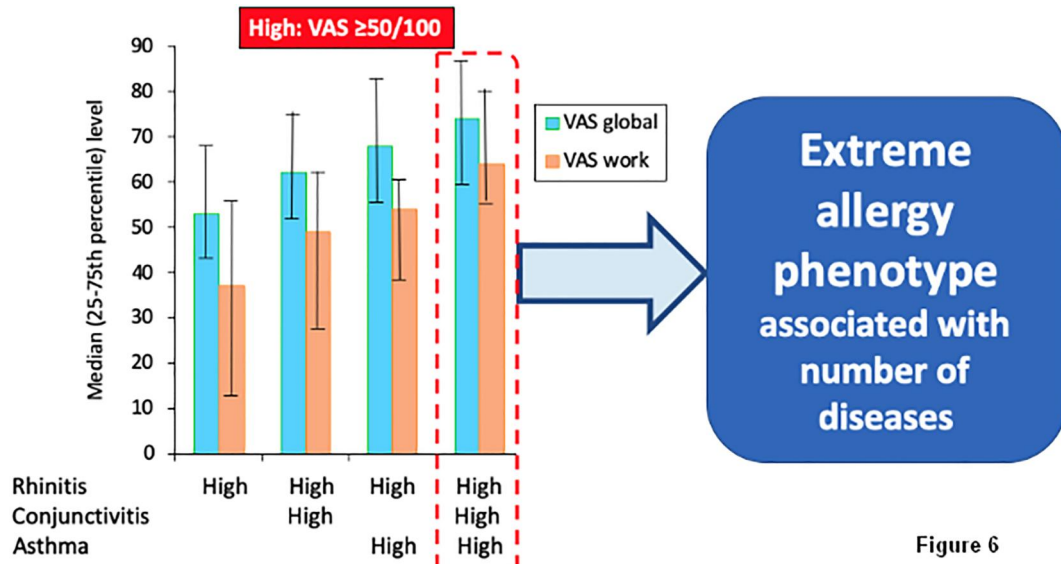 High: VAS ≥50/100
Median (25-75th percentile) level
90
80
70
60
50
40
30
20
10
0
VAS global
VAS work
Extreme
allergy
phenotype
associated with
number of
diseases
Rhinitis High High High High
Conjunctivitis High High
Asthma High High
Figure 6